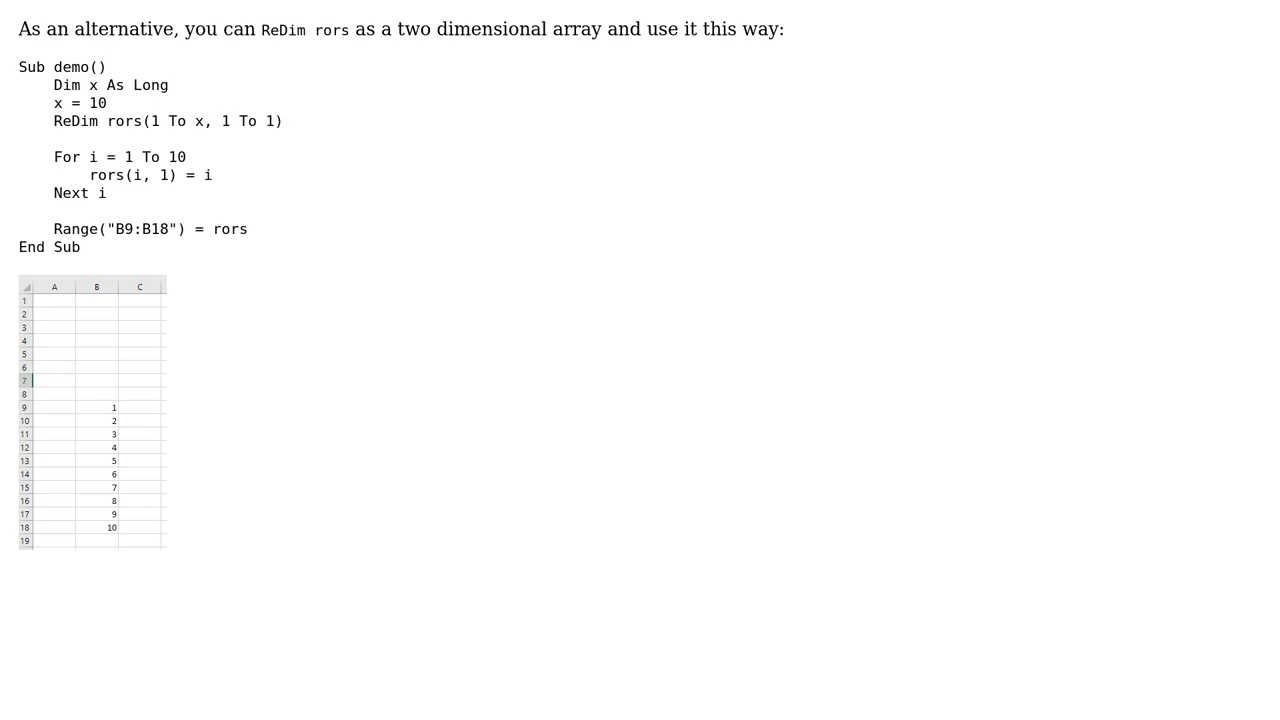 As an alternative, you can ReDim rors as a two dimensional array and use it this way:
Sub demo()
    Dim x As Long
    x = 10
    ReDim rors(1 To x, 1 To 1)

    For i = 1 To 10
        rors(i, 1) = i
    Next i

    Range("B9:B18") = rors
End Sub
A B C
1
2
3
4
5
6
7
8
9 1
10 2
11 3
12 4
13 5
14 6
15 7
16 8
17 9
18 10
19